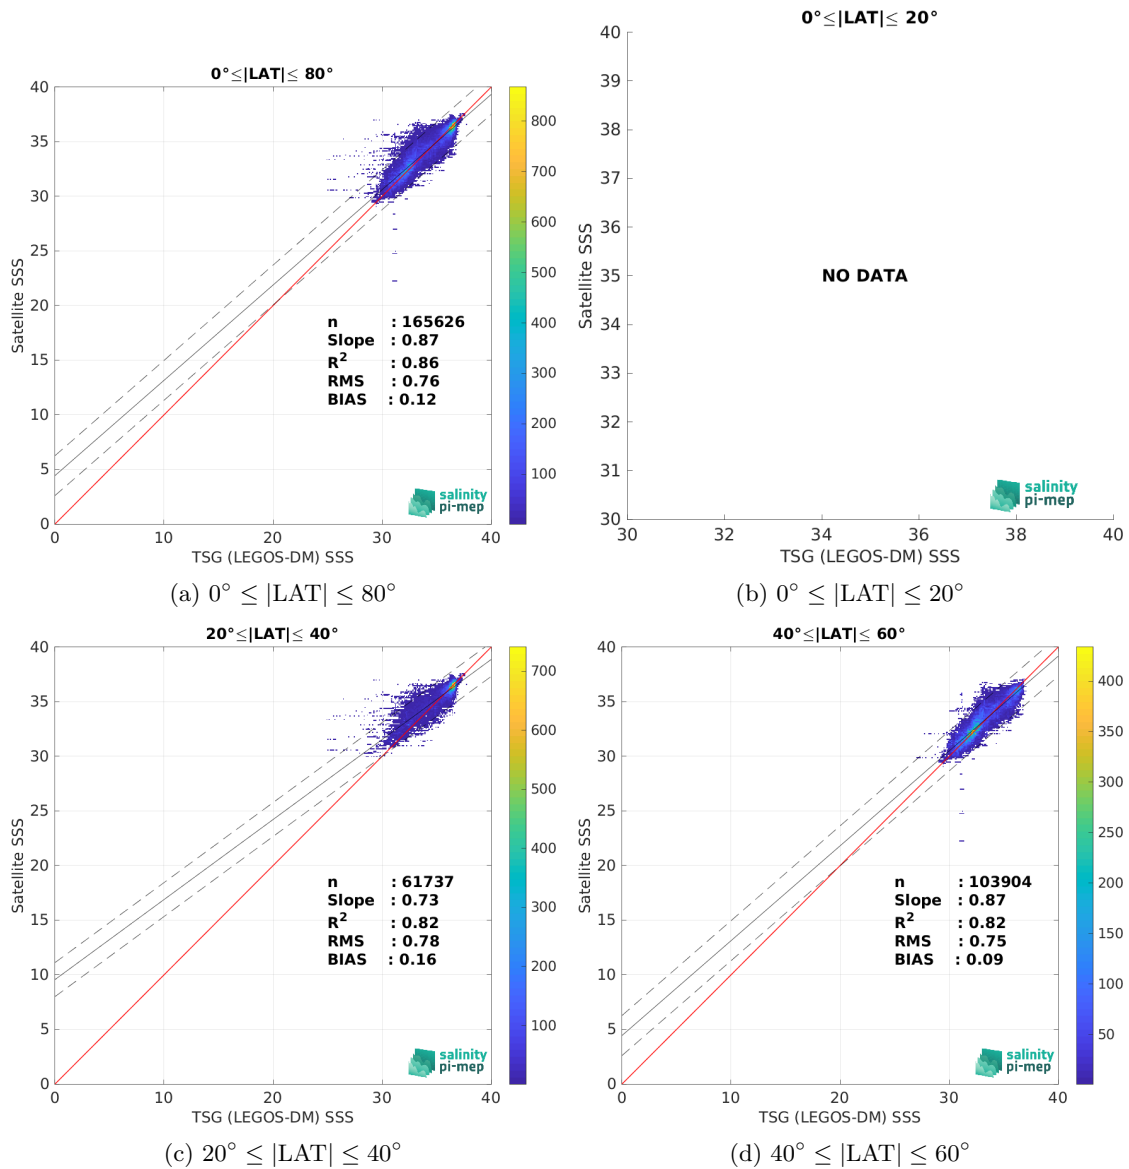 0°≤|LAT|≤ 80°
40
35
30
25
20
15
10
5
0
Satellite SSS
0
10
20
30
40
TSG (LEGOS-DM) SSS
n : 165626
Slope : 0.87
R² : 0.86
RMS : 0.76
BIAS : 0.12
salinity
pi-mep
800
700
600
500
400
300
200
100
(a) 0° ≤ |LAT| ≤ 80°
0°≤|LAT|≤ 20°
40
39
38
37
36
35
34
33
32
31
30
Satellite SSS
NO DATA
30
32
34
36
38
40
TSG (LEGOS-DM) SSS
salinity
pi-mep
(b) 0° ≤ |LAT| ≤ 20°
20°≤|LAT|≤ 40°
40
35
30
25
20
15
10
5
0
Satellite SSS
0
10
20
30
40
TSG (LEGOS-DM) SSS
n : 61737
Slope : 0.73
R² : 0.82
RMS : 0.78
BIAS : 0.16
salinity
pi-mep
700
600
500
400
300
200
100
(c) 20° ≤ |LAT| ≤ 40°
40°≤|LAT|≤ 60°
40
35
30
25
20
15
10
5
0
Satellite SSS
0
10
20
30
40
TSG (LEGOS-DM) SSS
n : 103904
Slope : 0.87
R² : 0.82
RMS : 0.75
BIAS : 0.09
salinity
pi-mep
400
350
300
250
200
150
100
50
(d) 40° ≤ |LAT| ≤ 60°